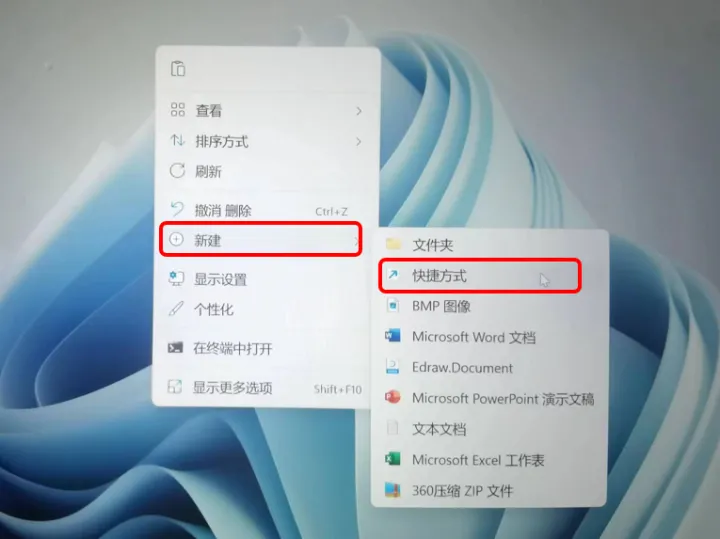 查看
排序方式
刷新
撤消 删除 Ctrl+Z
新建
显示设置
个性化
在终端中打开
显示更多选项 Shift+F10
文件夹
快捷方式
BMP 图像
Microsoft Word 文档
Edraw.Document
Microsoft PowerPoint 演示文稿
文本文档
Microsoft Excel 工作表
360压缩 ZIP 文件